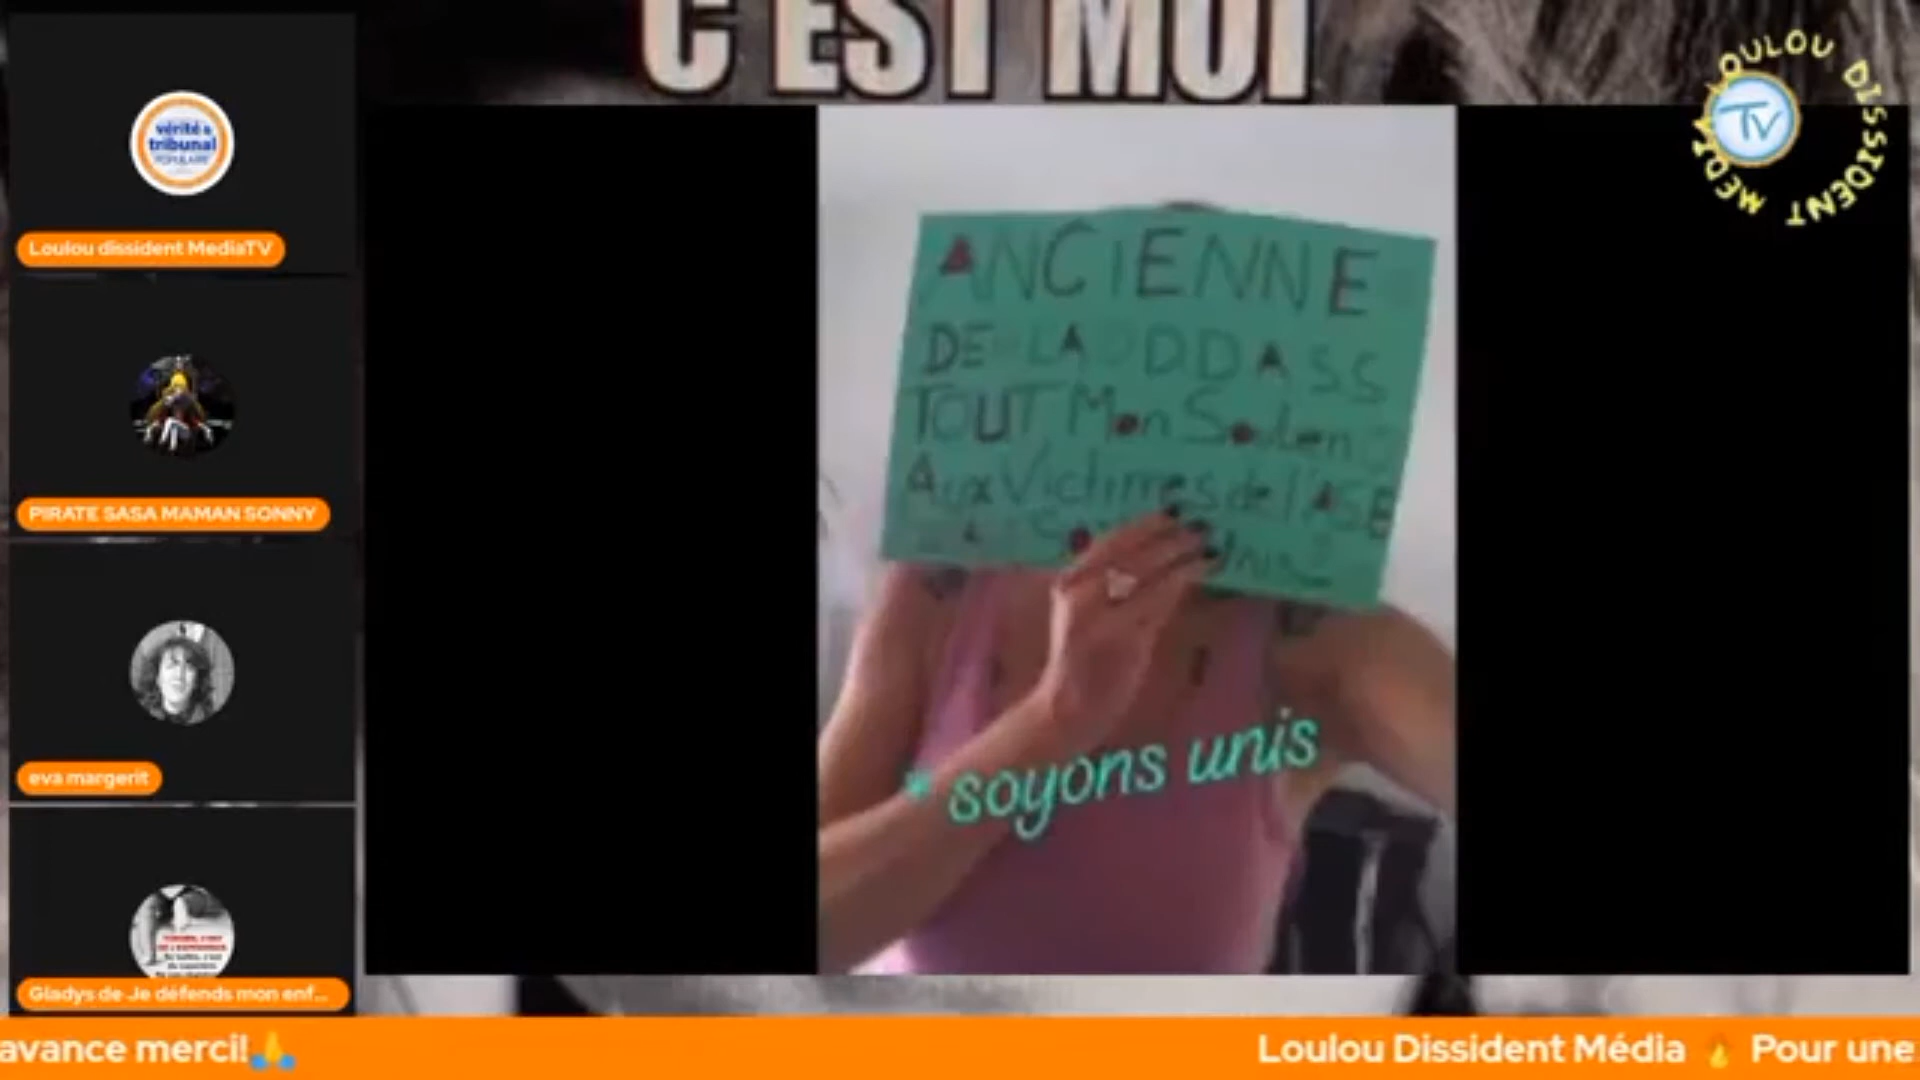 C'EST MOI
LOULOU DISSIDENT MEDIA
TV
vérité &
tribunal
POPULAIRE
Loulou dissident MediaTV
PIRATE SASA MAMAN SONNY
eva margerit
Gladys de Je défends mon enf...
ANCIENNE
DE LA DDDASS
TOUT Mon Soutien
Aux Victimes de l'ASE
* soyons unis
avance merci!🙏
Loulou Dissident Média 🔥 Pour une